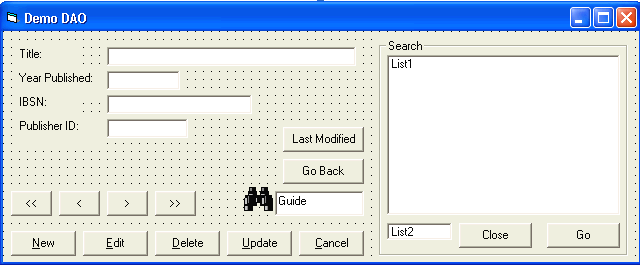 Demo DAO
Title:
Year Published:
IBSN:
Publisher ID:
Last Modified
Go Back
<< < > >>
Guide
New Edit Delete Update Cancel
Search
List1
List2 Close Go